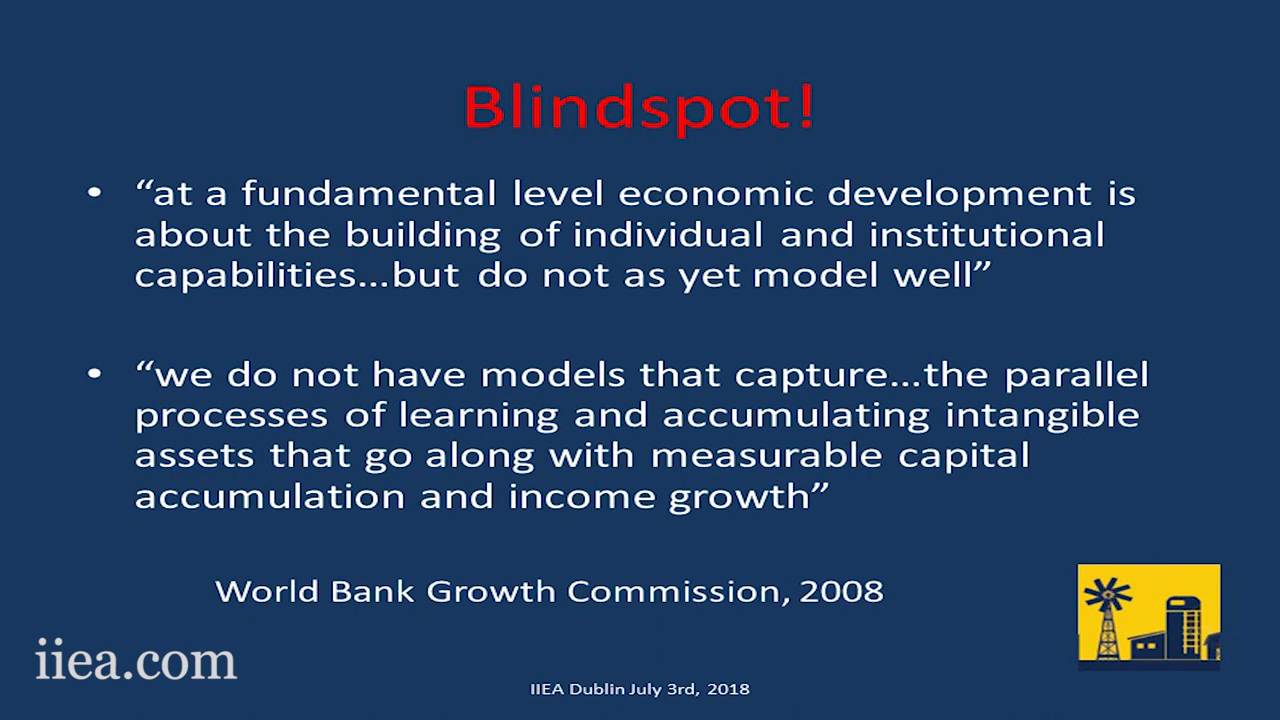 Blindspot!
• “at a fundamental level economic development is
about the building of individual and institutional
capabilities...but do not as yet model well”
• “we do not have models that capture...the parallel
processes of learning and accumulating intangible
assets that go along with measurable capital
accumulation and income growth”
World Bank Growth Commission, 2008
iiea.com
IIEA Dublin July 3rd, 2018